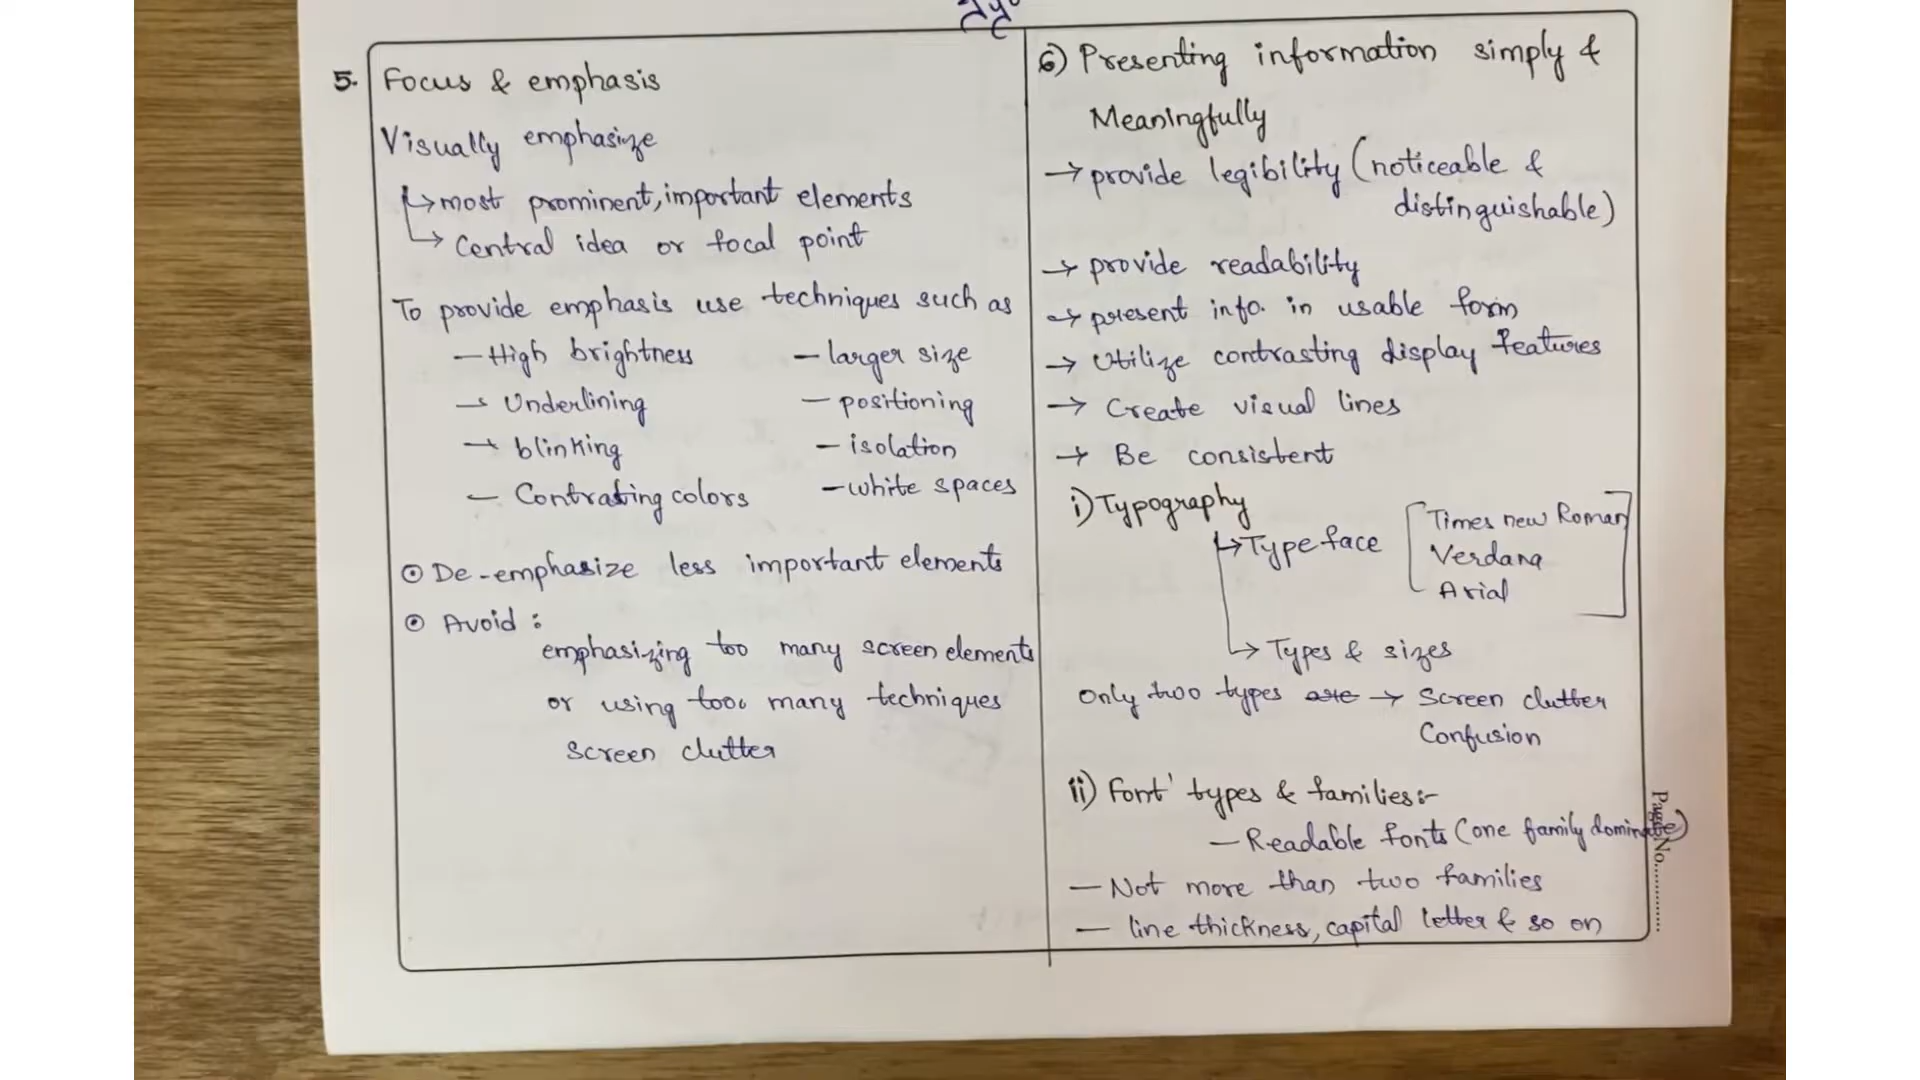 5. Focus & emphasis
Visually emphasize
↳ most prominent, important elements
↳ Central idea or focal point
To provide emphasis use techniques such as
— High brightness — larger size
→ Underlining — positioning
→ blinking — isolation
— Contrating colors — white spaces
⊙ De-emphasize less important elements
⊙ Avoid :
emphasizing too many screen elements
or using too many techniques
screen clutter
6) Presenting information simply &
Meaningfully
→ provide legibility (noticeable &
distinguishable)
→ provide readability
→ present info. in usable form
→ Utilize contrasting display features
→ Create visual lines
→ Be consistent
i) Typography
↳ Type face [Times new Roman
Verdana
Arial]
↳ Types & sizes
Only two types are → Screen clutter
Confusion
ii) Font types & families:-
— Readable fonts (one family dominate)
— Not more than two families
— line thickness, capital letter & so on
Page No..............